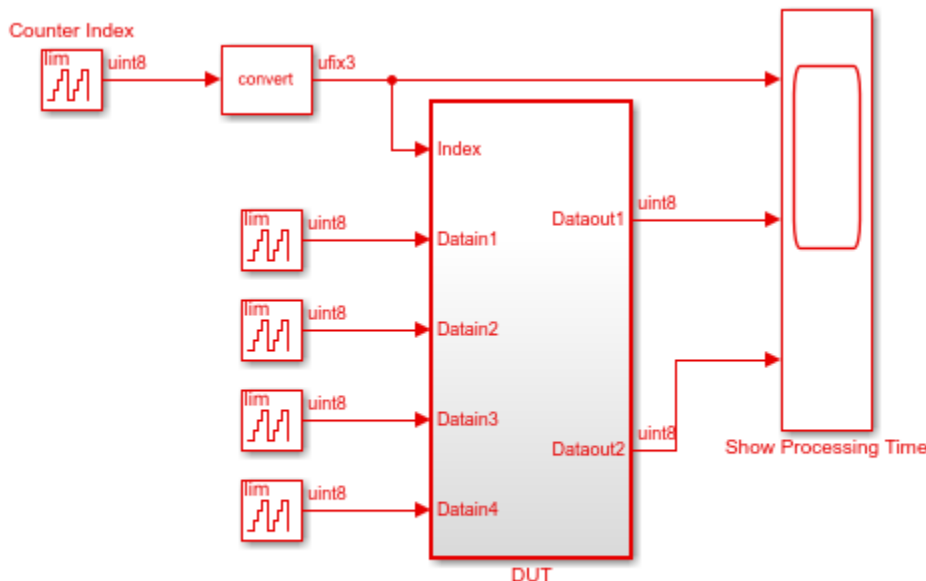 Counter Index
lim
uint8
convert
ufix3
Index
lim
uint8
Datain1
Dataout1
uint8
lim
uint8
Datain2
lim
uint8
Datain3
Dataout2
uint8
Show Processing Time
lim
uint8
Datain4
DUT